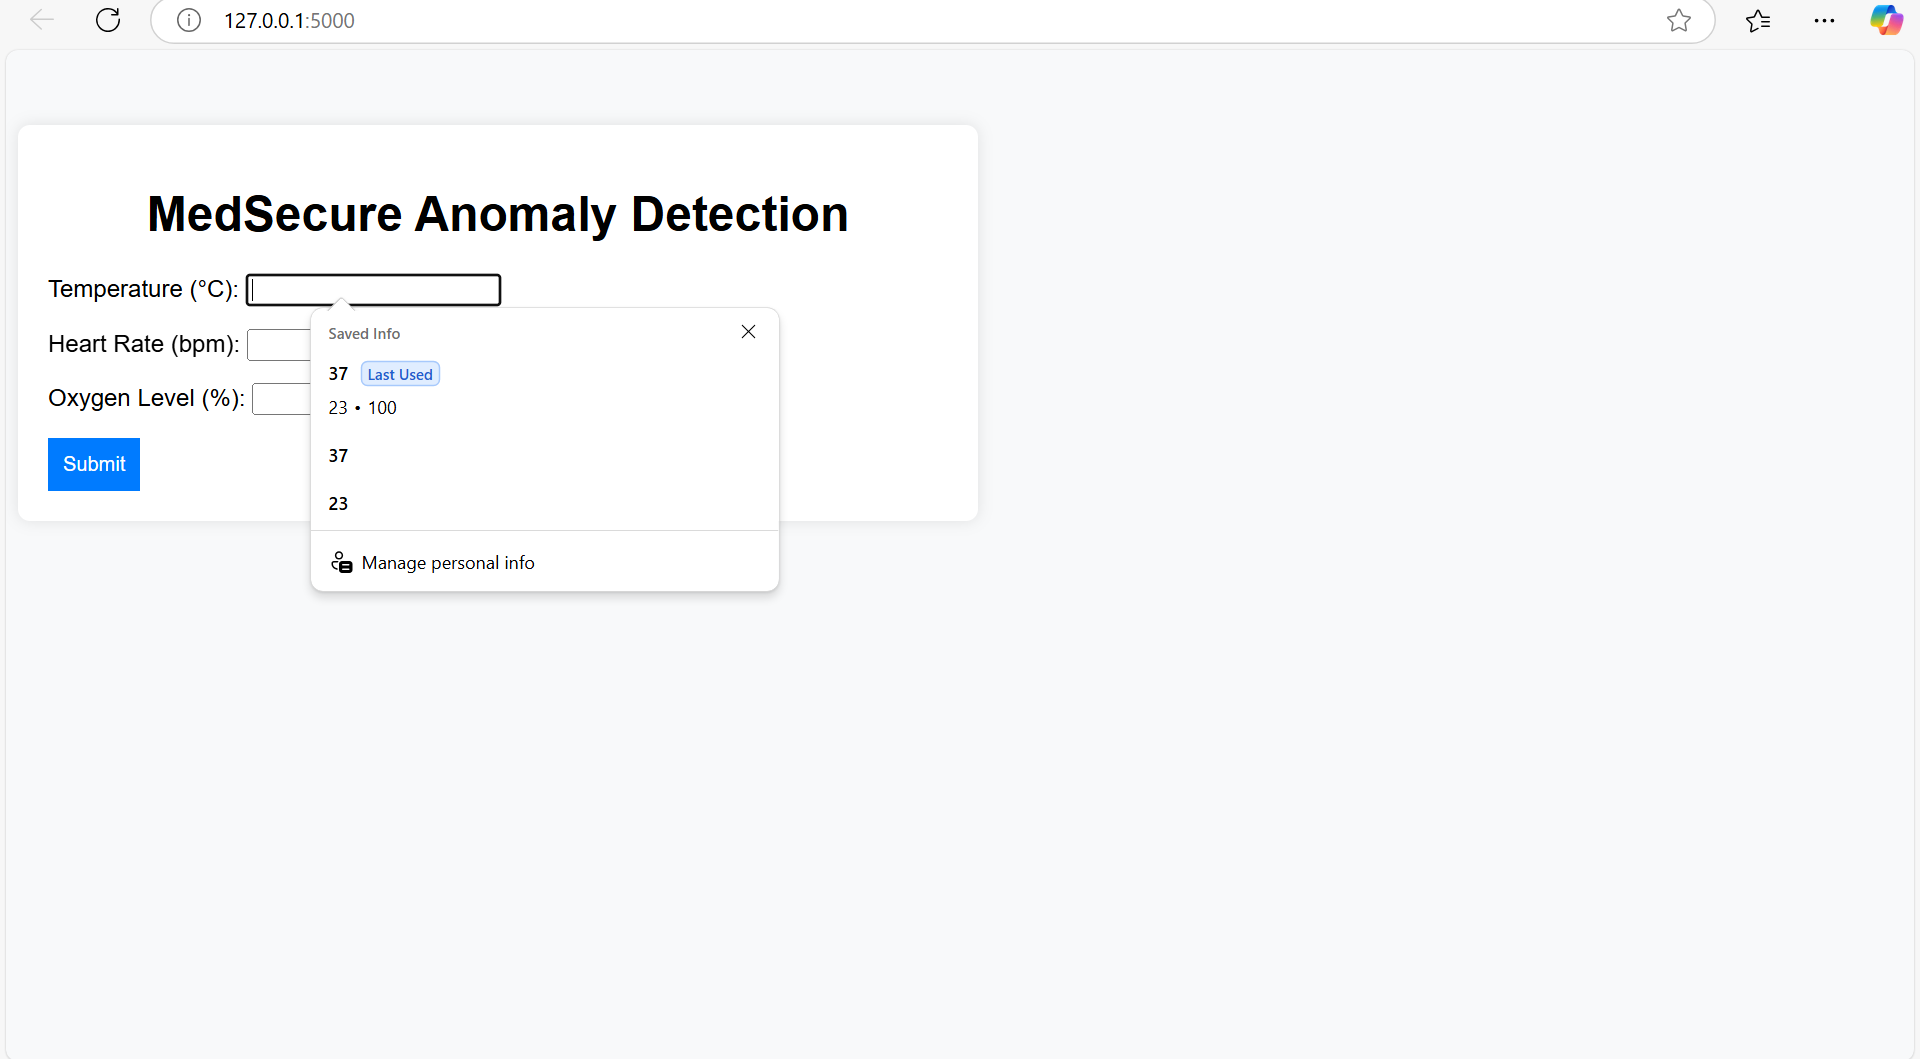 127.0.0.1:5000
MedSecure Anomaly Detection
Temperature (°C):
Heart Rate (bpm):
Oxygen Level (%):
Submit
Saved Info
37 Last Used
23 • 100
37
23
Manage personal info